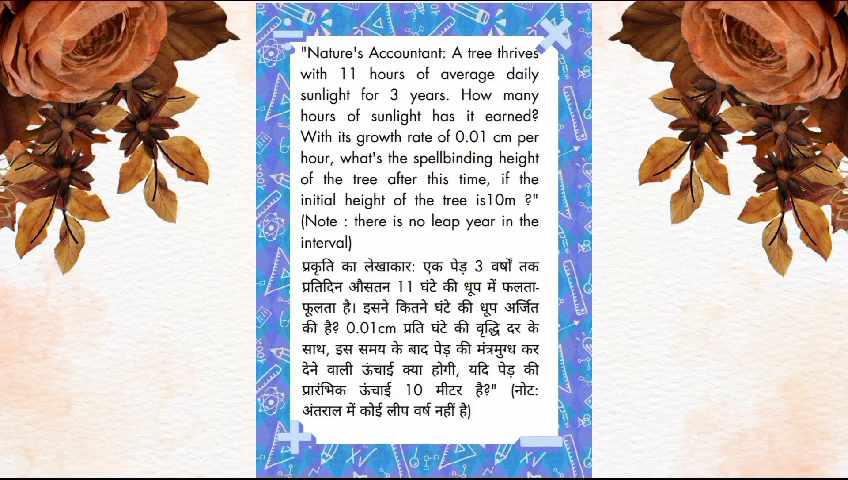 "Nature's Accountant: A tree thrives
with 11 hours of average daily
sunlight for 3 years. How many
hours of sunlight has it earned?
With its growth rate of 0.01 cm per
hour, what's the spellbinding height
of the tree after this time, if the
initial height of the tree is10m ?"
(Note : there is no leap year in the
interval)
प्रकृति का लेखाकार: एक पेड़ 3 वर्षों तक
प्रतिदिन औसतन 11 घंटे की धूप में फलता-
फूलता है। इसने कितने घंटे की धूप अर्जित
की है? 0.01cm प्रति घंटे की वृद्धि दर के
साथ, इस समय के बाद पेड़ की मंत्रमुग्ध कर
देने वाली ऊंचाई क्या होगी, यदि पेड़ की
प्रारंभिक ऊंचाई 10 मीटर है?" (नोट:
अंतराल में कोई लीप वर्ष नहीं है)